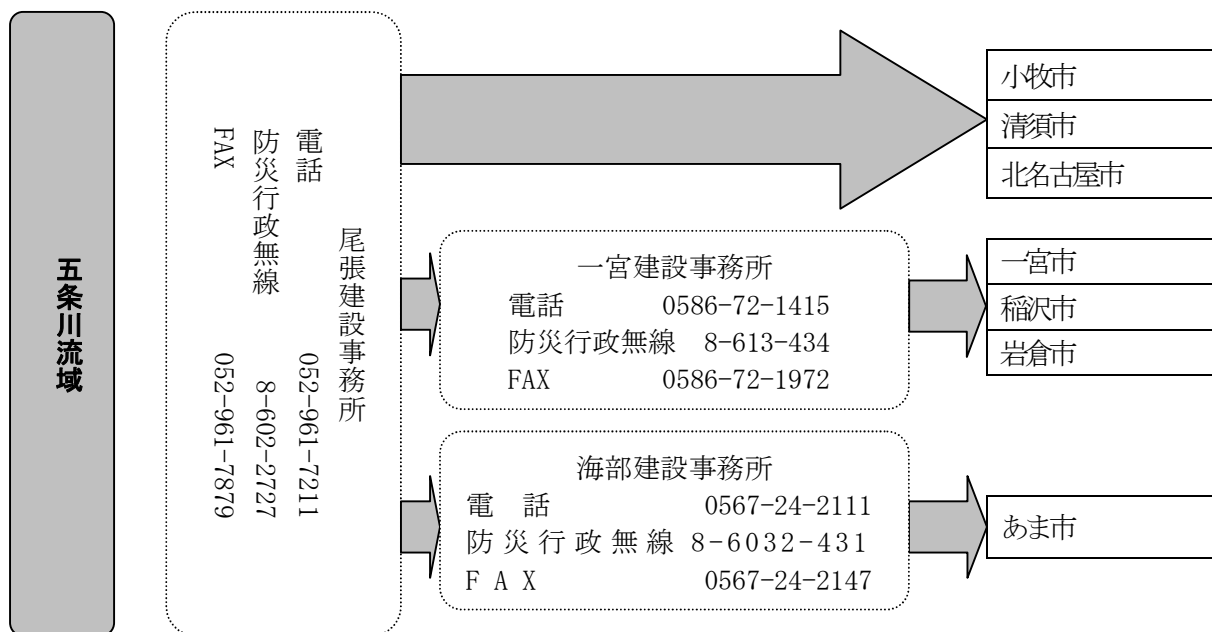 五条川流域
尾張建設事務所
電話 052-961-7211
防災行政無線 8-602-2727
FAX 052-961-7879
小牧市
清須市
北名古屋市
一宮建設事務所
電話 0586-72-1415
防災行政無線 8-613-434
FAX 0586-72-1972
一宮市
稲沢市
岩倉市
海部建設事務所
電 話 0567-24-2111
防災行政無線 8-6032-431
F A X 0567-24-2147
あま市